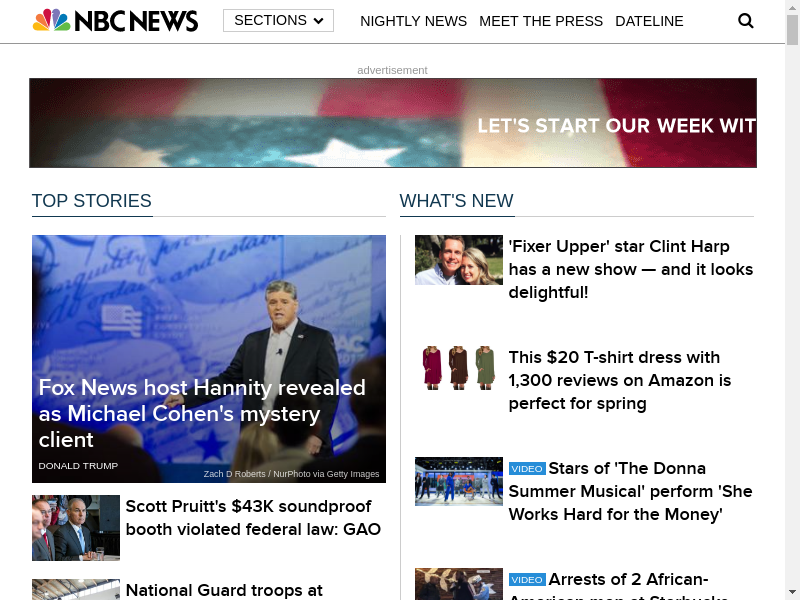 NBC NEWS
SECTIONS
NIGHTLY NEWS MEET THE PRESS DATELINE
advertisement
LET'S START OUR WEEK WIT
TOP STORIES
Fox News host Hannity revealed
as Michael Cohen's mystery
client
DONALD TRUMP
Zach D Roberts / NurPhoto via Getty Images
Scott Pruitt's $43K soundproof
booth violated federal law: GAO
National Guard troops at
WHAT'S NEW
'Fixer Upper' star Clint Harp
has a new show — and it looks
delightful!
This $20 T-shirt dress with
1,300 reviews on Amazon is
perfect for spring
VIDEO Stars of 'The Donna
Summer Musical' perform 'She
Works Hard for the Money'
VIDEO Arrests of 2 African-
American men at Starbucks